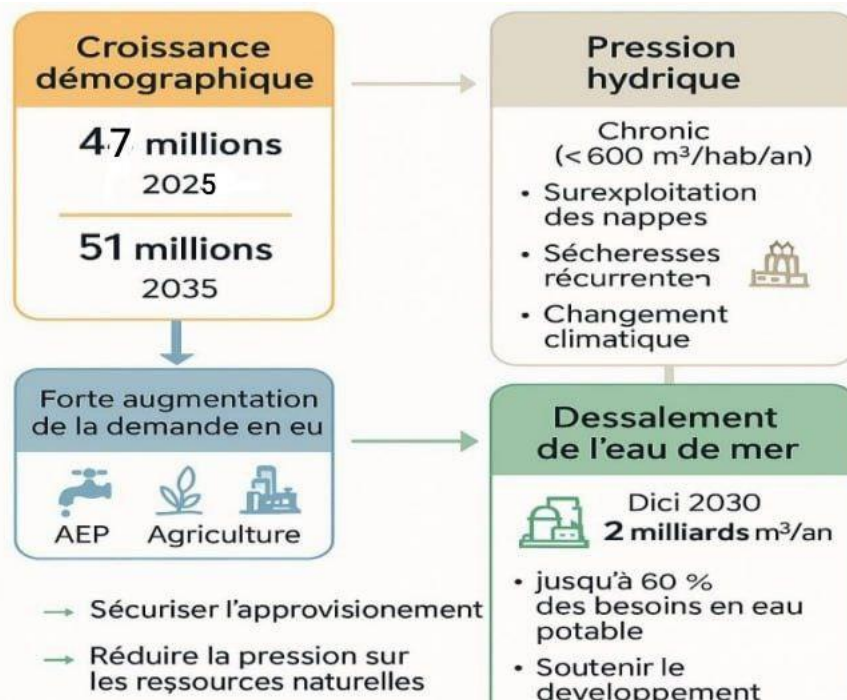 Croissance
démographique
47 millions
2025
51 millions
2035
Pression
hydrique
Chronic
(< 600 m³/hab/an)
• Surexploitation
des nappes
• Sécheresses
récurrenten
• Changement
climatique
Forte augmentation
de la demande en eu
AEP
Agriculture
Dessalement
de l'eau de mer
Dici 2030
2 milliards m³/an
• jusqu'à 60 %
des besoins en eau
potable
• Soutenir le
developpement
→ Sécuriser l'approvisionement
→ Réduire la pression sur
les reşsources naturelles